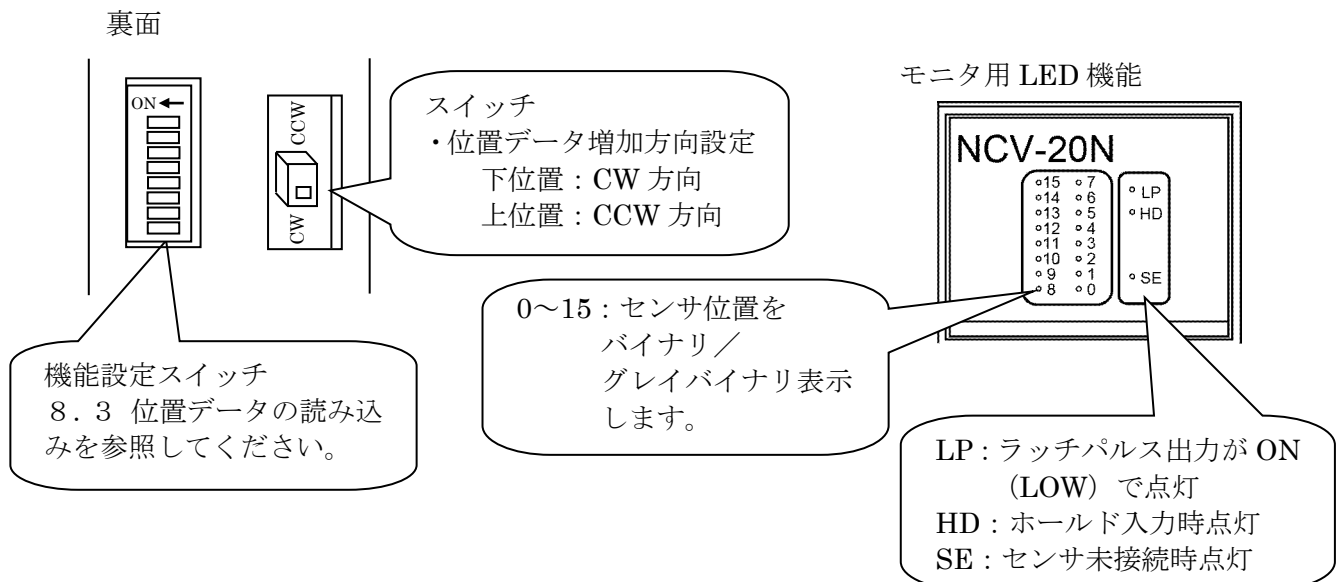 裏面
ON
CCW
CW
スイッチ
・位置データ増加方向設定
下位置：CW 方向
上位置：CCW 方向
機能設定スイッチ
８．３ 位置データの読み込
みを参照してください。
モニタ用 LED 機能
NCV-20N
15 7
14 6
13 5
12 4
11 3
10 2
9 1
8 0
LP
HD
SE
0～15：センサ位置を
バイナリ／
グレイバイナリ表示
します。
LP：ラッチパルス出力が ON
（LOW）で点灯
HD：ホールド入力時点灯
SE：センサ未接続時点灯